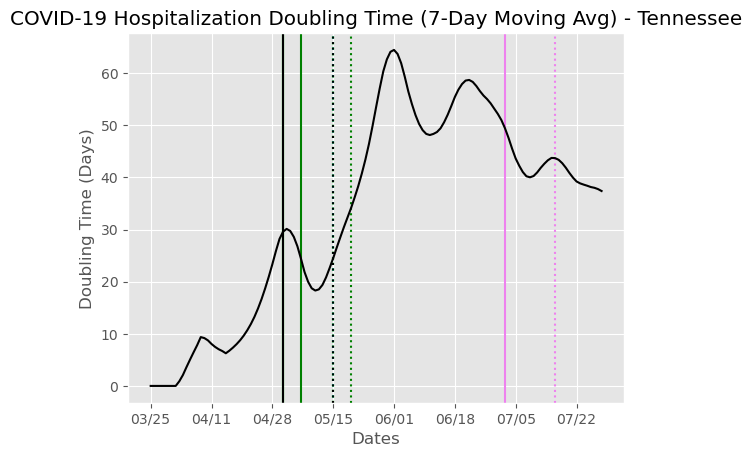 COVID-19 Hospitalization Doubling Time (7-Day Moving Avg) - Tennessee
Doubling Time (Days)
60
50
40
30
20
10
0
03/25 04/11 04/28 05/15 06/01 06/18 07/05 07/22
Dates